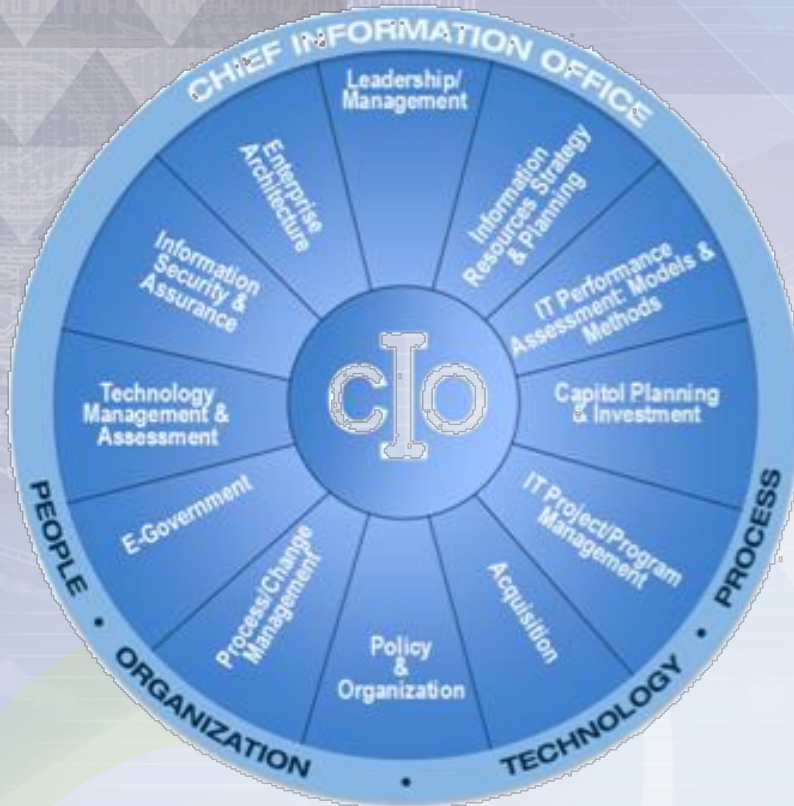 CHIEF INFORMATION OFFICE
Leadership/
Management
Information
Resources Strategy
& Planning
IT Performance
Assessment: Models &
Methods
Capitol Planning
& Investment
IT Project/Program
Management
Acquisition
Policy
&
Organization
Process/Change
Management
E-Government
Technology
Management &
Assessment
Information
Security &
Assurance
Enterprise
Architecture
CIO
PEOPLE • ORGANIZATION • TECHNOLOGY • PROCESS